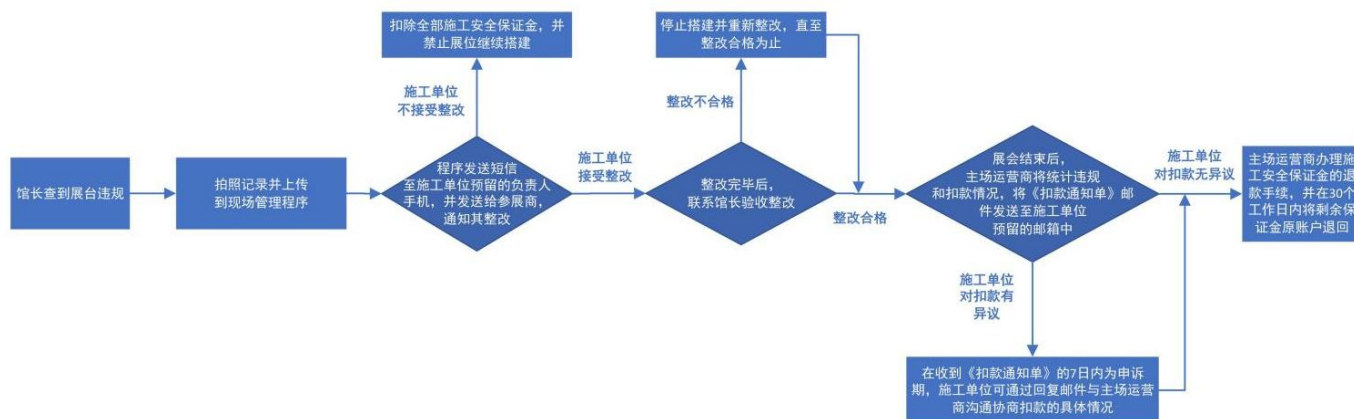 馆长查到展台违规
拍照记录并上传
到现场管理程序
扣除全部施工安全保证金，并
禁止展位继续搭建
施工单位
不接受整改
程序发送短信
至施工单位预留的负责人
手机，并发送给参展商，
通知其整改
施工单位
接受整改
停止搭建并重新整改，直至
整改合格为止
整改不合格
整改完毕后，
联系馆长验收整改
整改合格
展会结束后，
主场运营商将统计违规
和扣款情况，将《扣款通知单》邮
件发送至施工单位
预留的邮箱中
施工单位
对扣款无异议
主场运营商办理施
工安全保证金的退
款手续，并在30个
工作日内将剩余保
证金原账户退回
施工单位
对扣款有
异议
在收到《扣款通知单》的7日内为申诉
期，施工单位可通过回复邮件与主场运营
商沟通协商扣款的具体情况